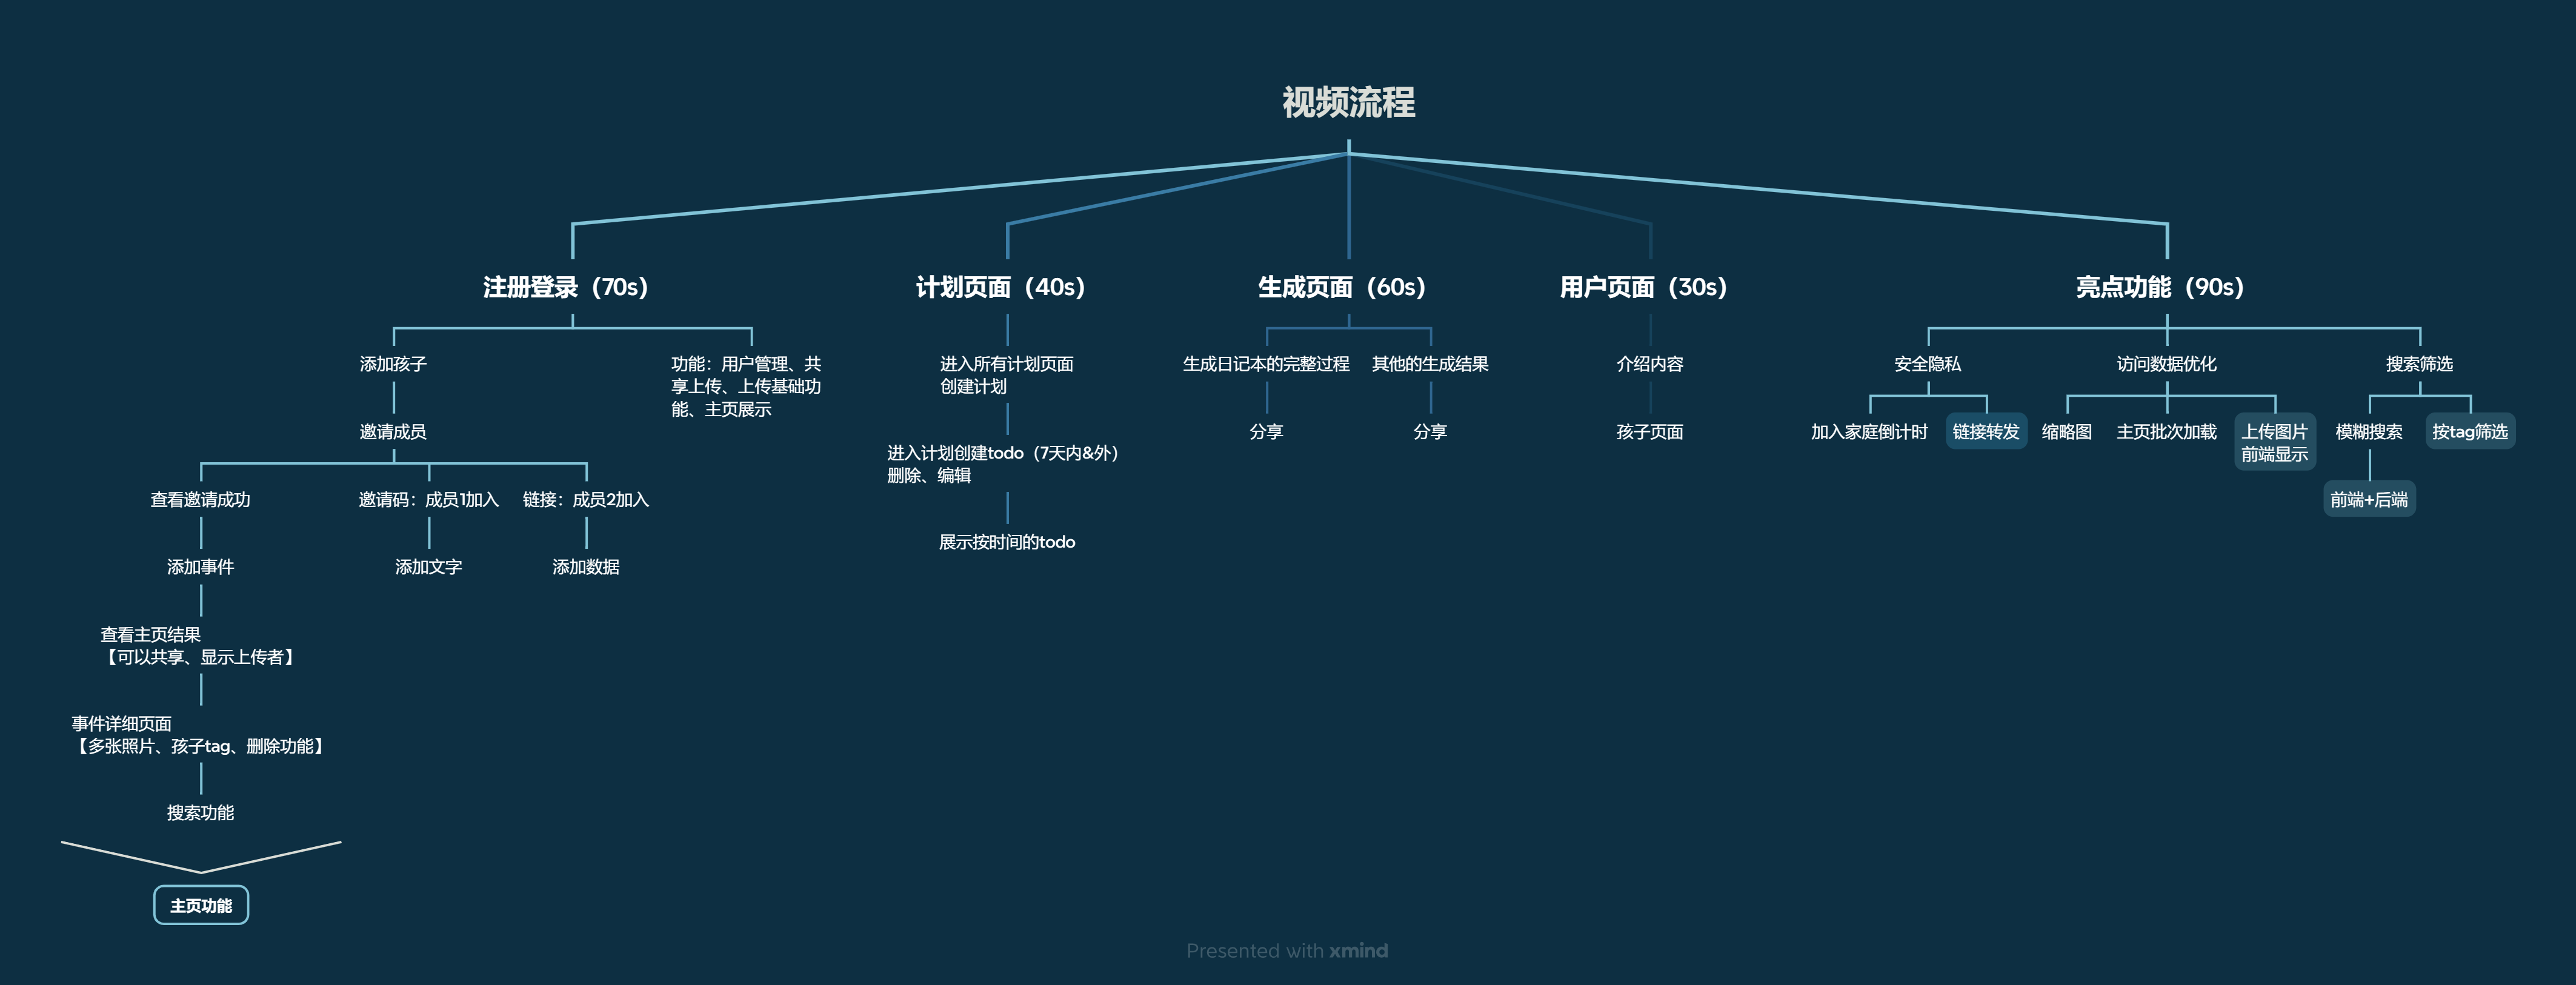 视频流程
注册登录（70s）
添加孩子
邀请成员
查看邀请成功
添加事件
查看主页结果
【可以共享、显示上传者】
事件详细页面
【多张照片、孩子tag、删除功能】
搜索功能
主页功能
邀请码：成员1加入
添加文字
链接：成员2加入
添加数据
功能：用户管理、共
享上传、上传基础功
能、主页展示
计划页面（40s）
进入所有计划页面
创建计划
进入计划创建todo（7天内&外）
删除、编辑
展示按时间的todo
生成页面（60s）
生成日记本的完整过程
分享
其他的生成结果
分享
用户页面（30s）
介绍内容
孩子页面
亮点功能（90s）
安全隐私
加入家庭倒计时
链接转发
访问数据优化
缩略图
主页批次加载
上传图片
前端显示
搜索筛选
模糊搜索
前端+后端
按tag筛选
Presented with xmind